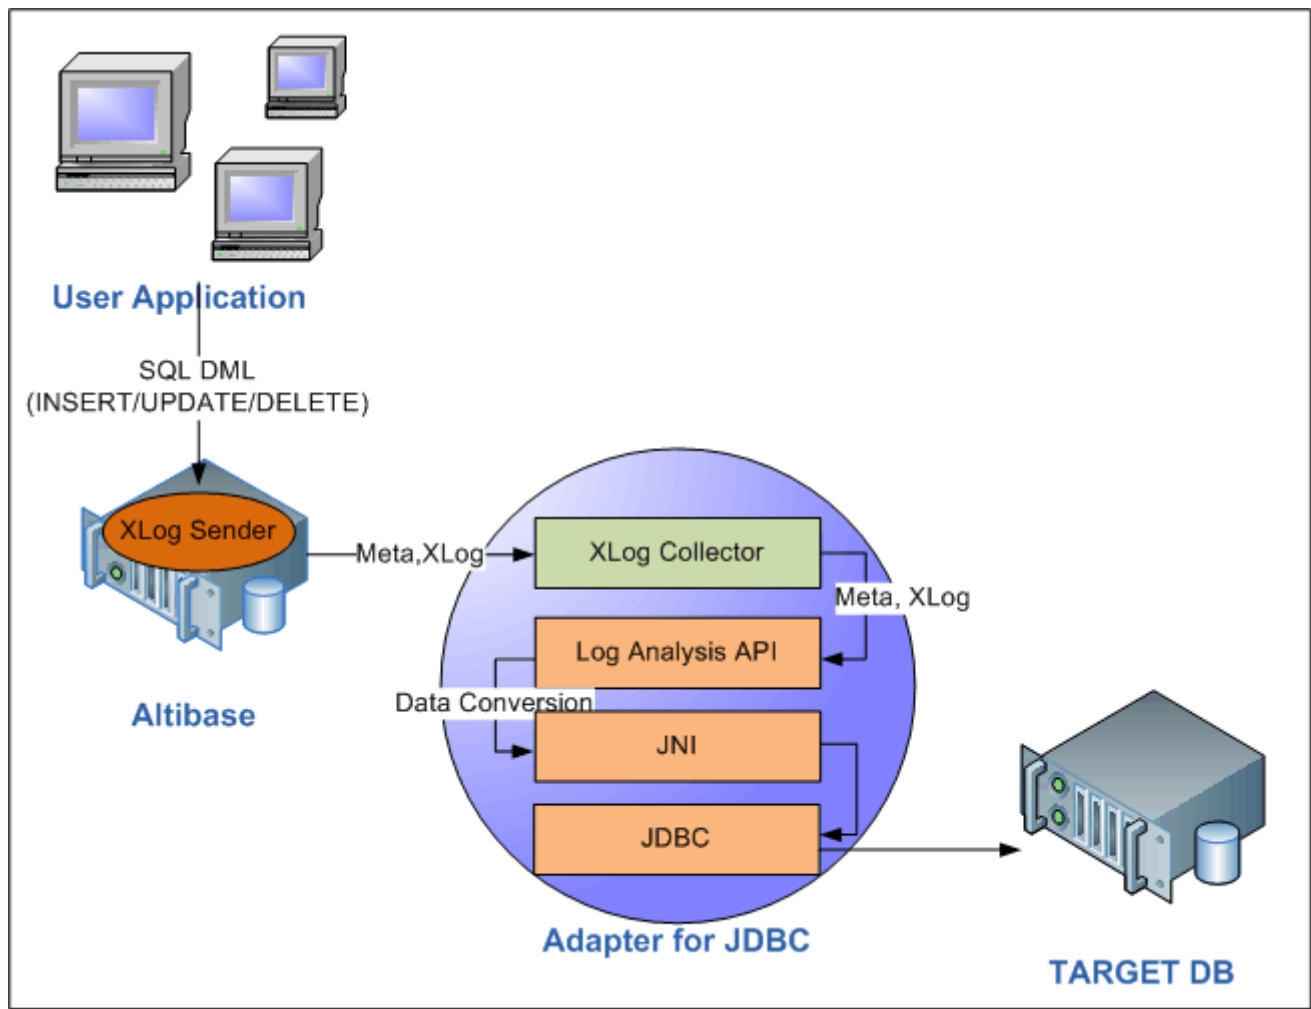 User Application
SQL DML
(INSERT/UPDATE/DELETE)
XLog Sender
Altibase
Meta,XLog
XLog Collector
Meta, XLog
Log Analysis API
Data Conversion
JNI
JDBC
Adapter for JDBC
TARGET DB